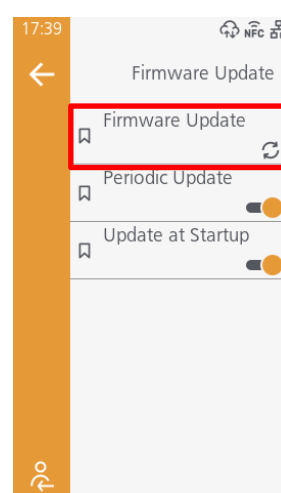 17:39
NFC
Firmware Update
Firmware Update
Periodic Update
Update at Startup